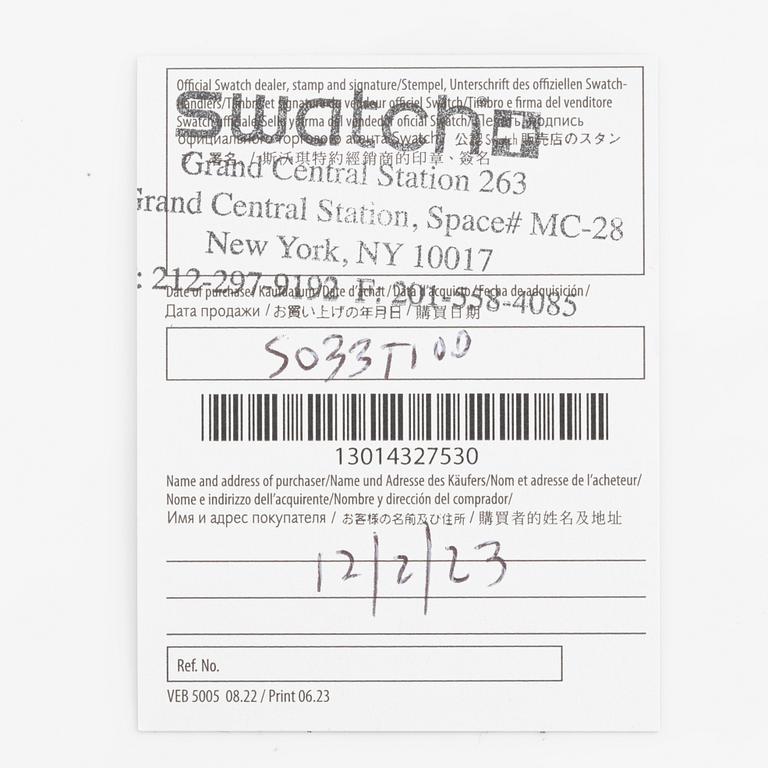 Official Swatch dealer, stamp and signature/Stempel, Unterschrift des offiziellen Swatch-
Händlers/Timbre et signature du vendeur officiel Swatch/Timbro e firma del venditore
Swatch ufficiale/Sello y firma del vendedor oficial Swatch/Печать и подпись
официального торгового агента Swatch / 公認 Swatch 販売店のスタン
プ / 署名 / 斯沃琪特約經銷商的印章、簽名
swatch
Grand Central Station 263
Grand Central Station, Space# MC-28
New York, NY 10017
: 212-297-9192 F: 201-558-4085
Date of purchase/Kaufdatum/Date d'achat/Data d'acquisto/Fecha de adquisición/
Дата продажи / お買い上げの年月日 / 購買日期
SO33T100
13014327530
Name and address of purchaser/Name und Adresse des Käufers/Nom et adresse de l'acheteur/
Nome e indirizzo dell'acquirente/Nombre y dirección del comprador/
Имя и адрес покупателя / お客様の名前及び住所 / 購買者的姓名及地址
12/2/23
Ref. No.
VEB 5005 08.22 / Print 06.23